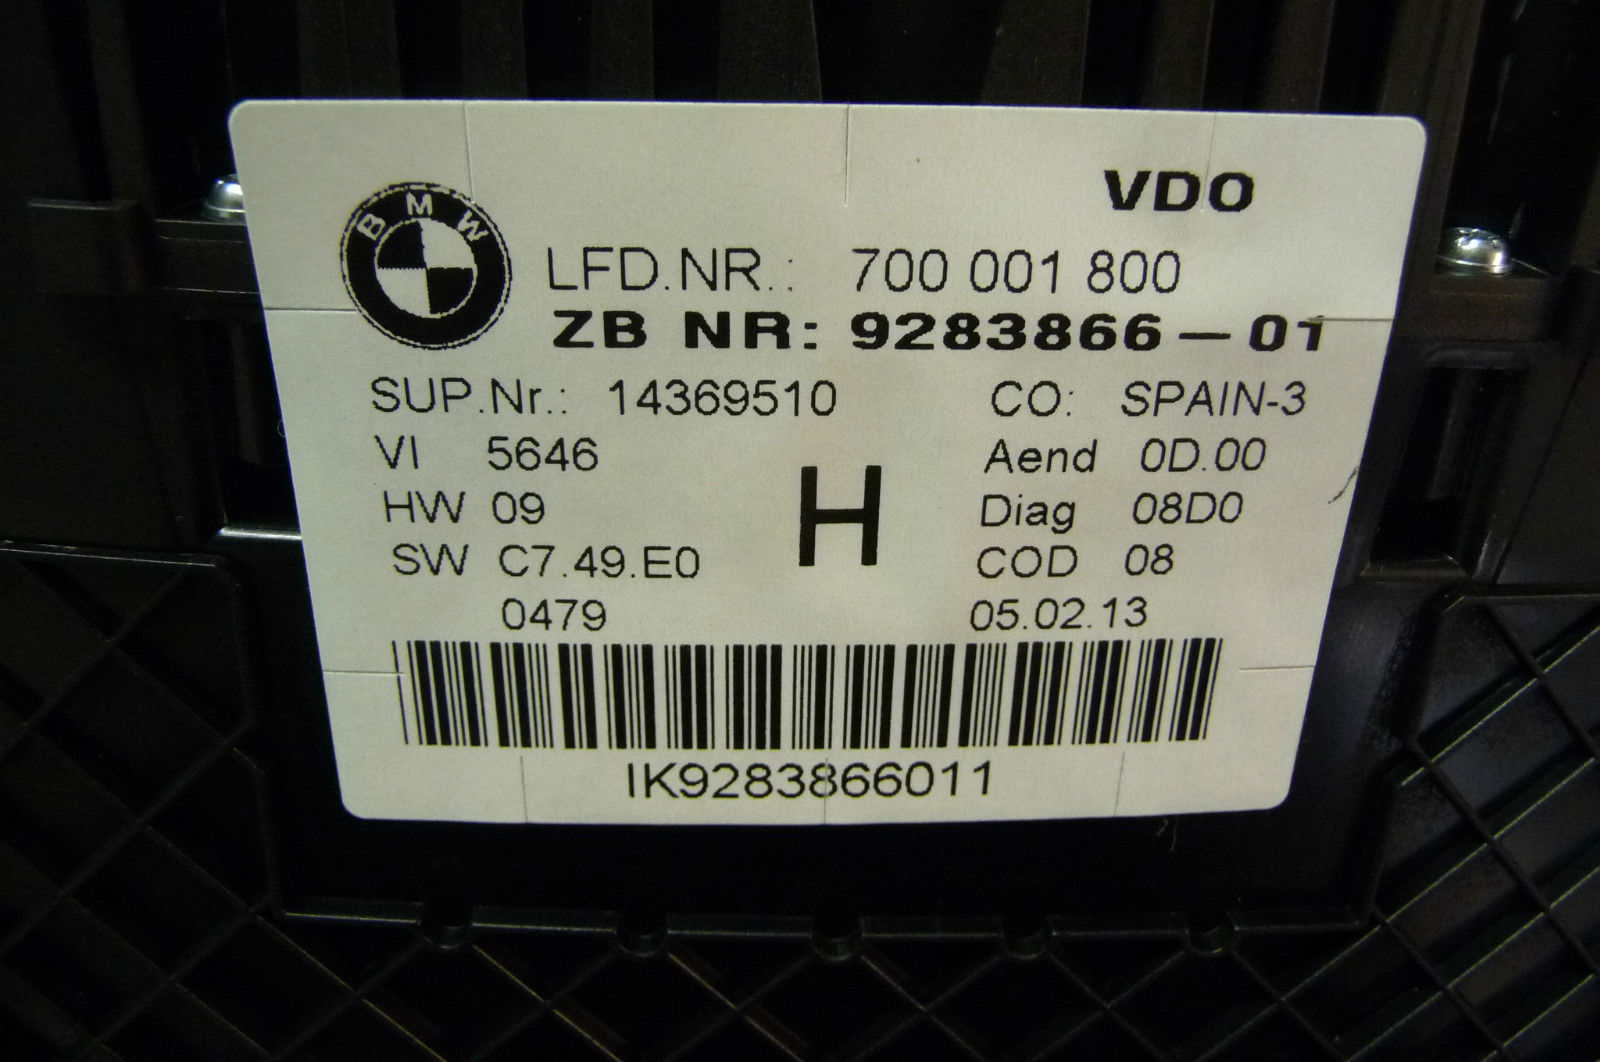 VDO
BMW
LFD.NR.: 700 001 800
ZB NR: 9283866-01
SUP.Nr.: 14369510 CO: SPAIN-3
VI 5646 Aend 0D.00
HW 09 H Diag 08D0
SW C7.49.E0 COD 08
0479 05.02.13
IK9283866011